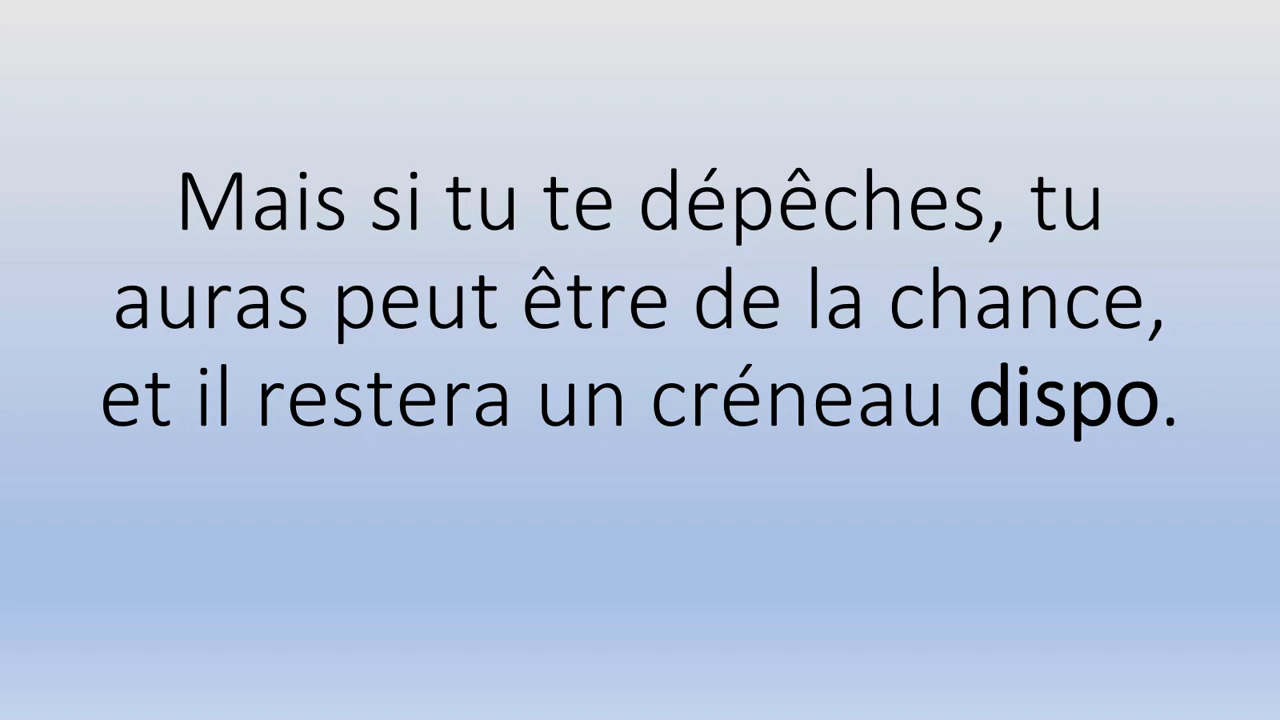 Mais si tu te dépêches, tu
auras peut être de la chance,
et il restera un créneau dispo.